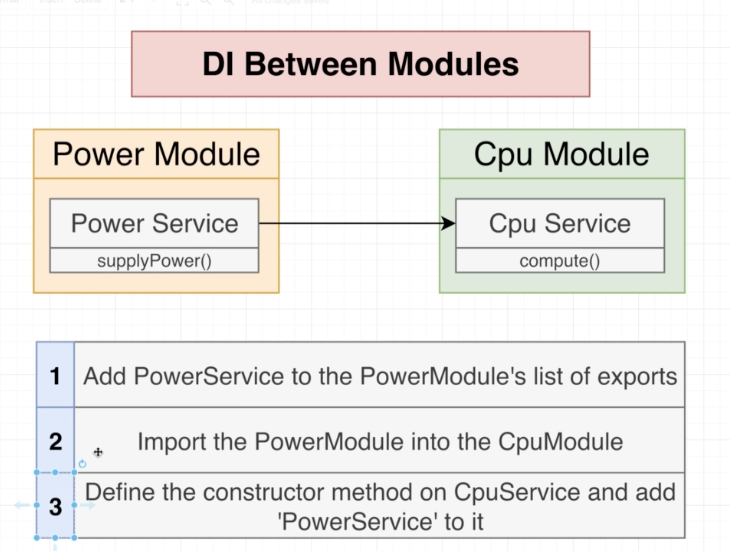 DI Between Modules
Power Module
Power Service
supplyPower()
Cpu Module
Cpu Service
compute()
1 Add PowerService to the PowerModule's list of exports
2 Import the PowerModule into the CpuModule
3 Define the constructor method on CpuService and add
'PowerService' to it